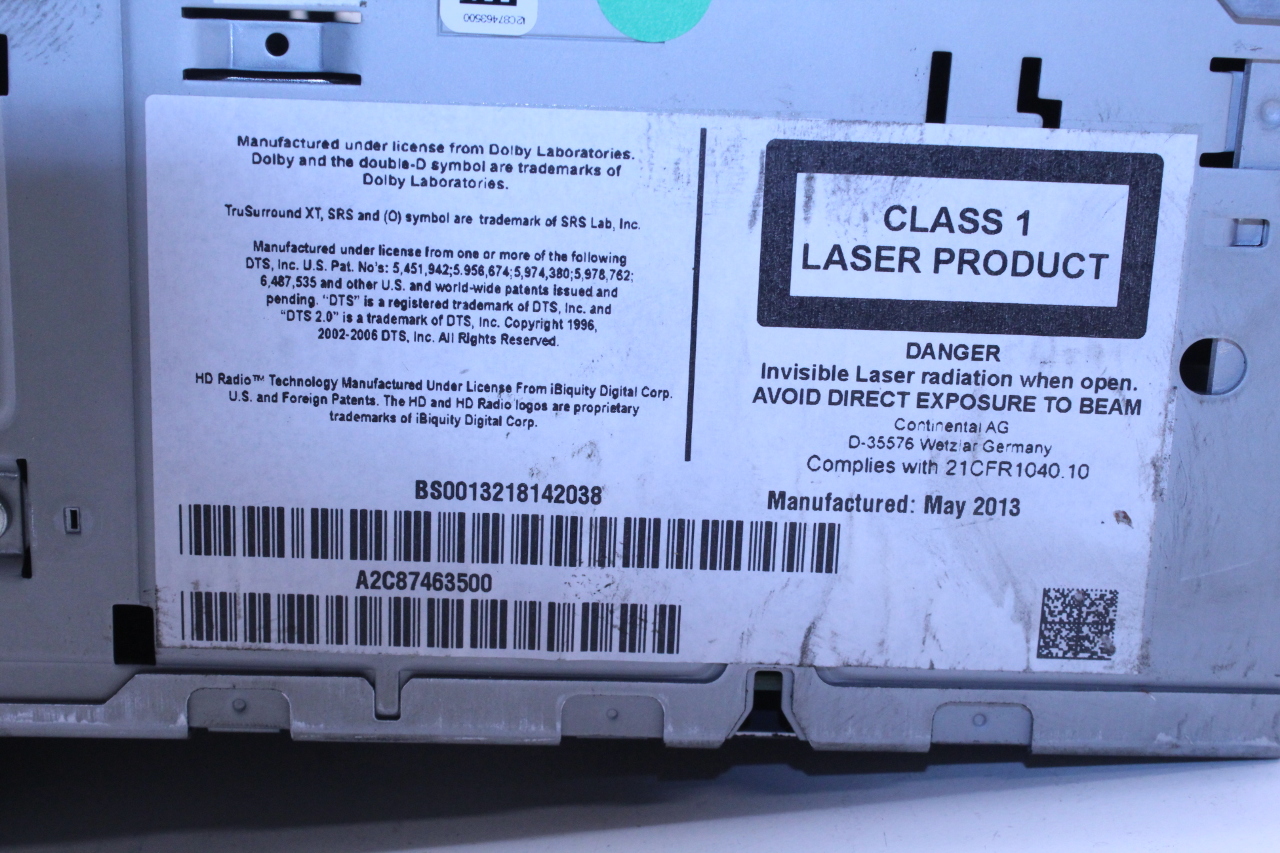 A2C87463500
Manufactured under license from Dolby Laboratories.
Dolby and the double-D symbol are trademarks of
Dolby Laboratories.
TruSurround XT, SRS and (O) symbol are trademark of SRS Lab, Inc.
Manufactured under license from one or more of the following
DTS, Inc. U.S. Pat. No's: 5,451,942;5.956,674;5,974,380;5,978,762;
6,487,535 and other U.S. and world-wide patents issued and
pending. "DTS" is a registered trademark of DTS, Inc. and
"DTS 2.0" is a trademark of DTS, Inc. Copyright 1996,
2002-2006 DTS, Inc. All Rights Reserved.
HD Radio™ Technology Manufactured Under License From iBiquity Digital Corp.
U.S. and Foreign Patents. The HD and HD Radio logos are proprietary
trademarks of iBiquity Digital Corp.
BS0013218142038
A2C87463500
CLASS 1
LASER PRODUCT
DANGER
Invisible Laser radiation when open.
AVOID DIRECT EXPOSURE TO BEAM
Continental AG
D-35576 Wetzlar Germany
Complies with 21CFR1040.10
Manufactured: May 2013